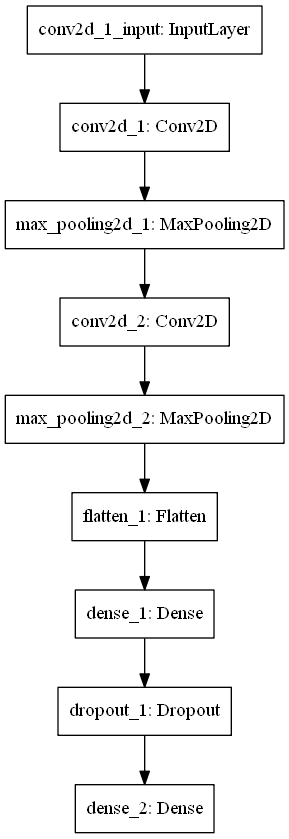 conv2d_1_input: InputLayer
conv2d_1: Conv2D
max_pooling2d_1: MaxPooling2D
conv2d_2: Conv2D
max_pooling2d_2: MaxPooling2D
flatten_1: Flatten
dense_1: Dense
dropout_1: Dropout
dense_2: Dense